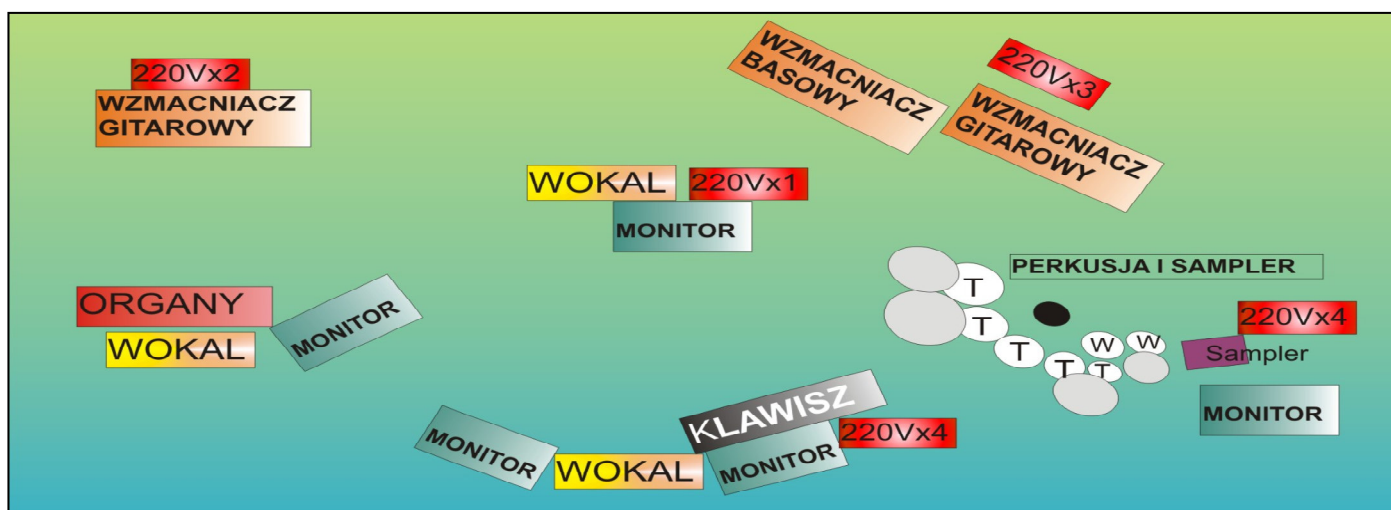 220Vx2
WZMACNIACZ
GITAROWY
WZMACNIACZ
BASOWY
220Vx3
WZMACNIACZ
GITAROWY
WOKAL
220Vx1
MONITOR
PERKUSJA I SAMPLER
T
T
T
T
T
W
W
220Vx4
Sampler
MONITOR
ORGANY
WOKAL
MONITOR
MONITOR
WOKAL
KLAWISZ
MONITOR
220Vx4